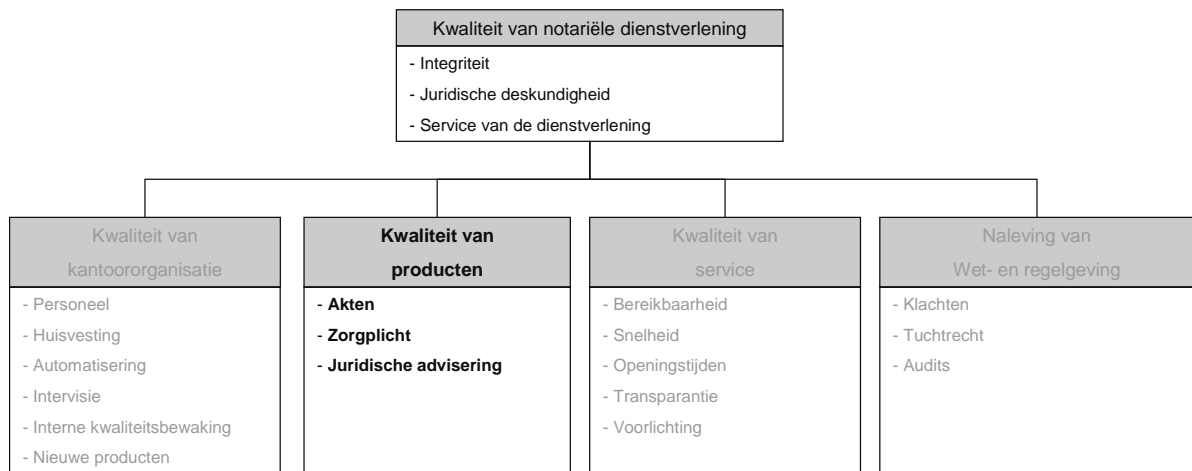 Kwaliteit van notariële dienstverlening
- Integriteit
- Juridische deskundigheid
- Service van de dienstverlening
Kwaliteit van
kantoororganisatie
- Personeel
- Huisvesting
- Automatisering
- Intervisie
- Interne kwaliteitsbewaking
- Nieuwe producten
Kwaliteit van
producten
- Akten
- Zorgplicht
- Juridische advisering
Kwaliteit van
service
- Bereikbaarheid
- Snelheid
- Openingstijden
- Transparantie
- Voorlichting
Naleving van
Wet- en regelgeving
- Klachten
- Tuchtrecht
- Audits